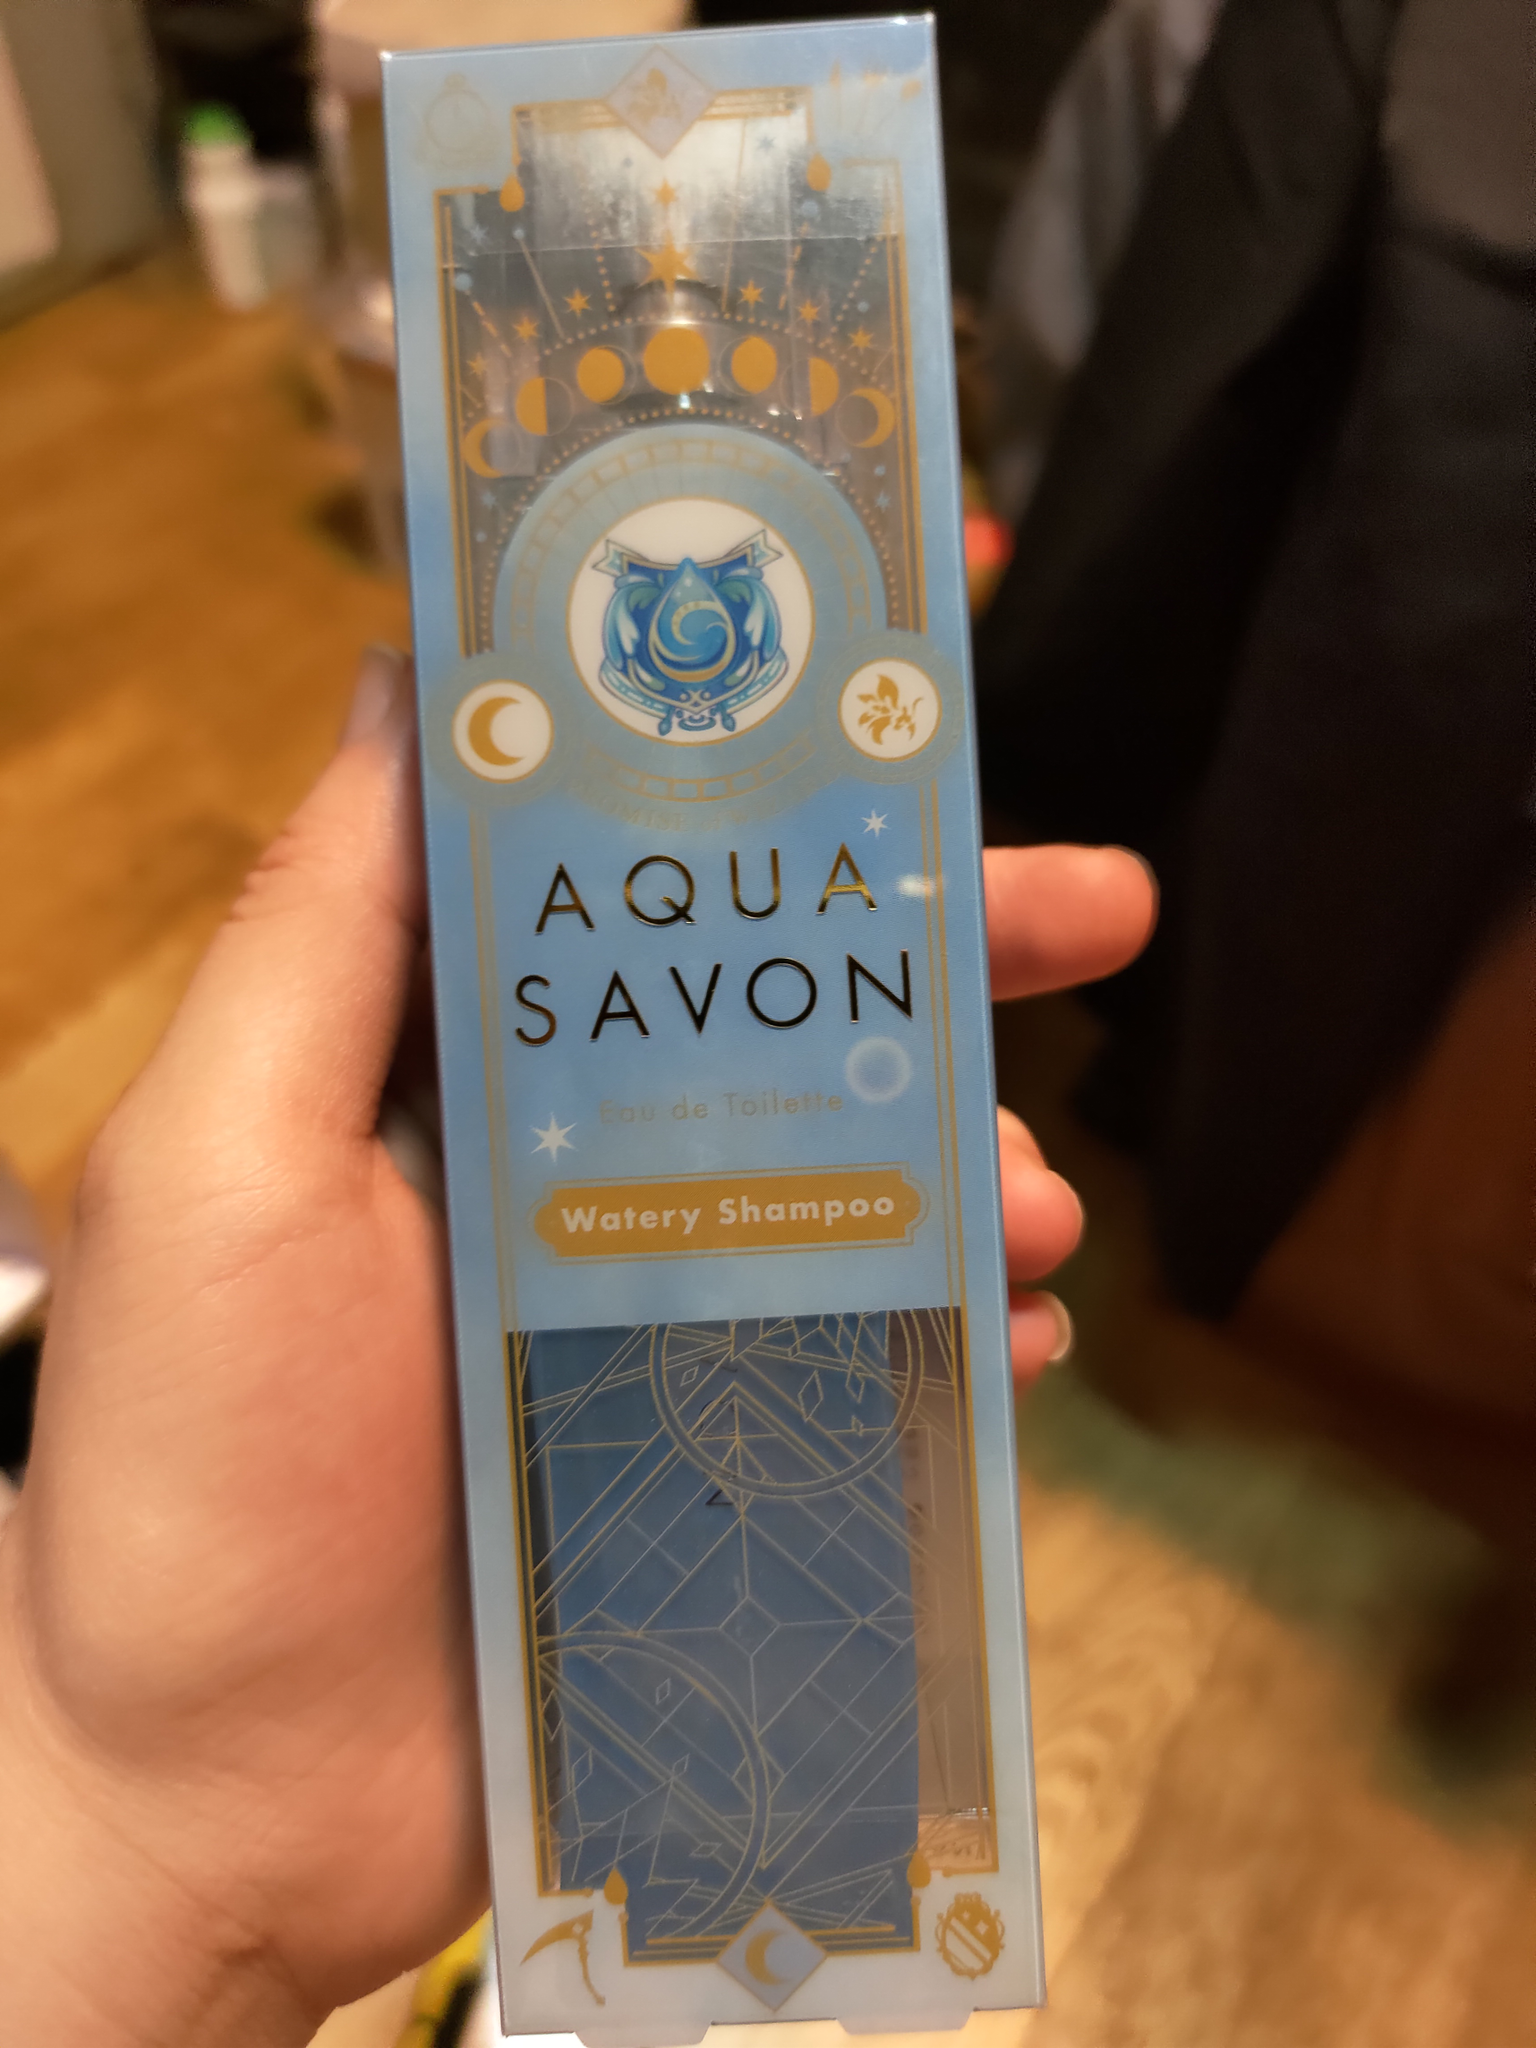 AQUA
SAVON
Eau de Toilette
Watery Shampoo